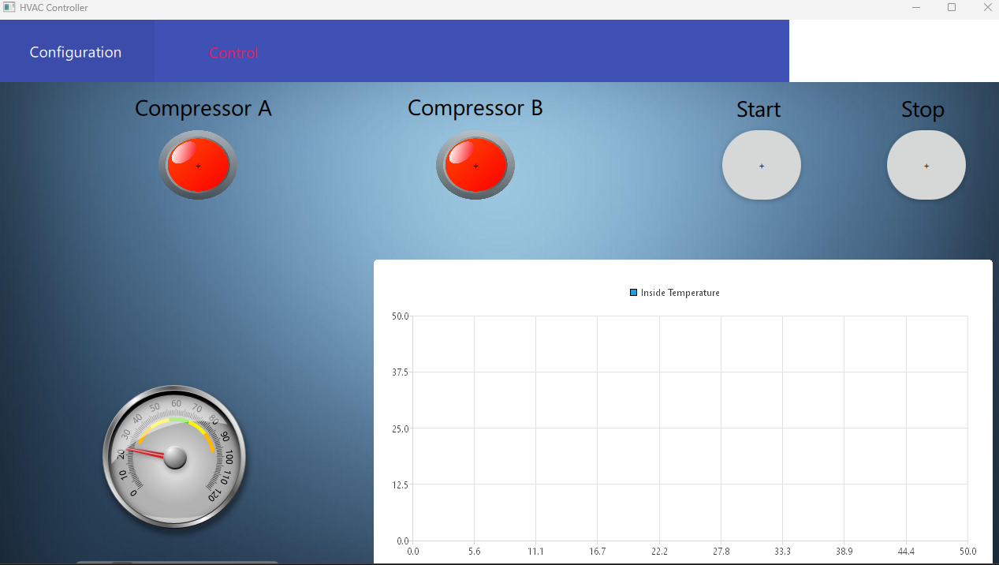 HVAC Controller
Configuration
Control
Compressor A
Compressor B
Start
Stop
+
+
+
+
Inside Temperature
50.0
37.5
25.0
12.5
0.0
0.0 5.6 11.1 16.7 22.2 27.8 33.3 38.9 44.4 50.0
0 10 20 30 40 50 60 70 80 90 100 110 120